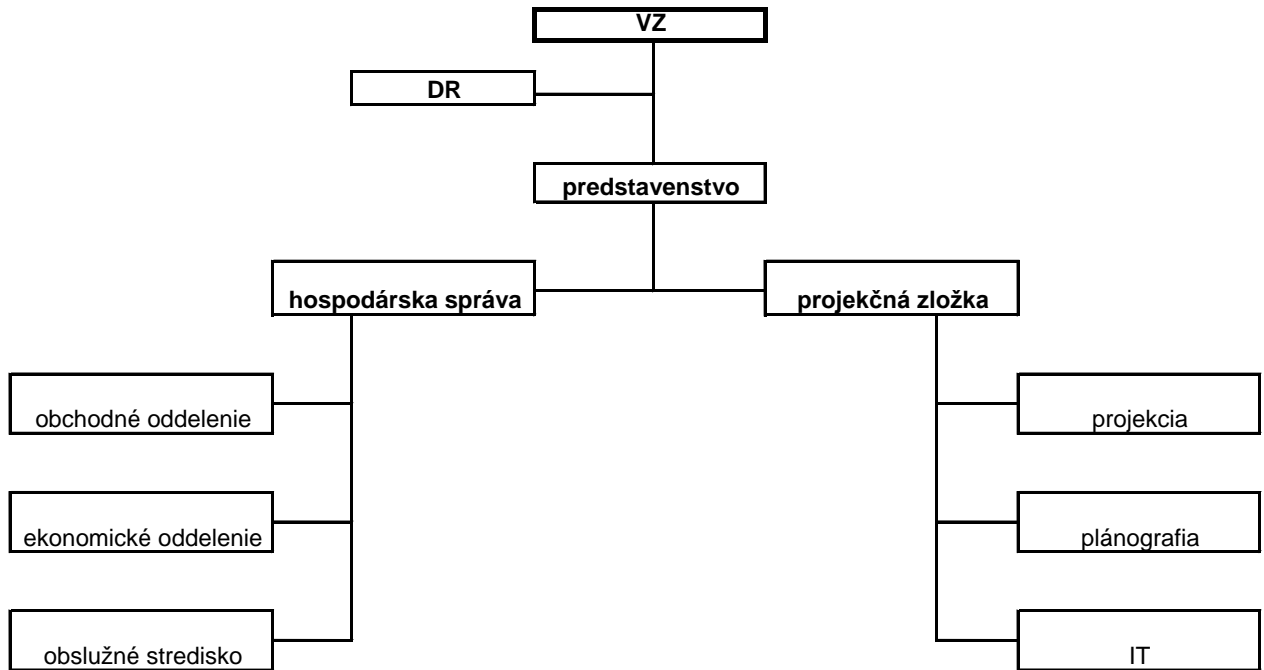 VZ
DR
predstavenstvo
hospodárska správa
projekčná zložka
obchodné oddelenie
projekcia
ekonomické oddelenie
plánografia
obslužné stredisko
IT